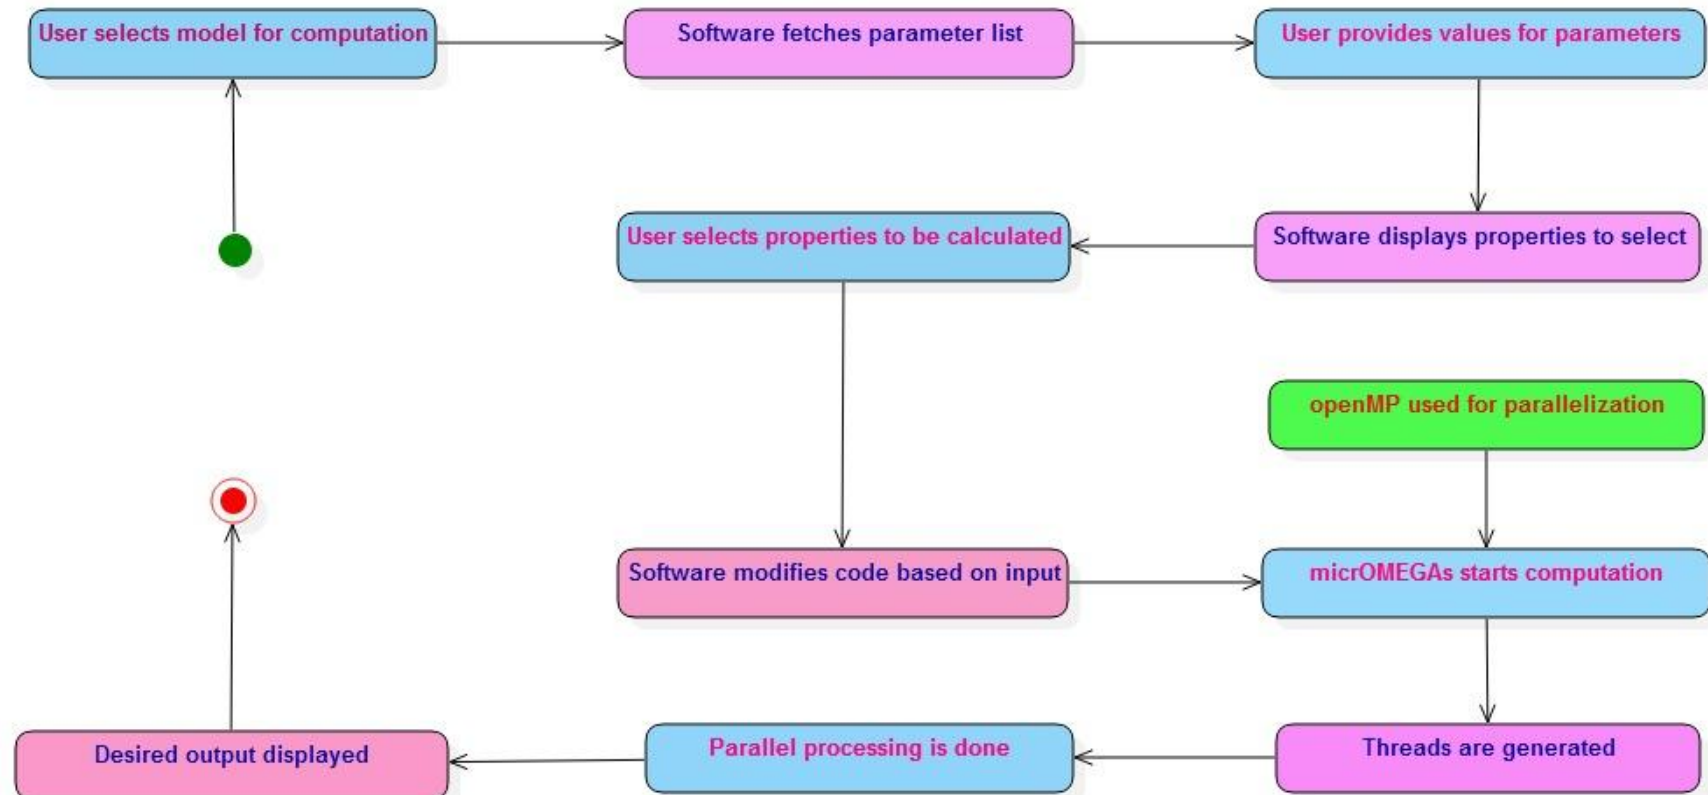 User selects model for computation
Software fetches parameter list
User provides values for parameters
User selects properties to be calculated
Software displays properties to select
openMP used for parallelization
Software modifies code based on input
micrOMEGAs starts computation
Desired output displayed
Parallel processing is done
Threads are generated